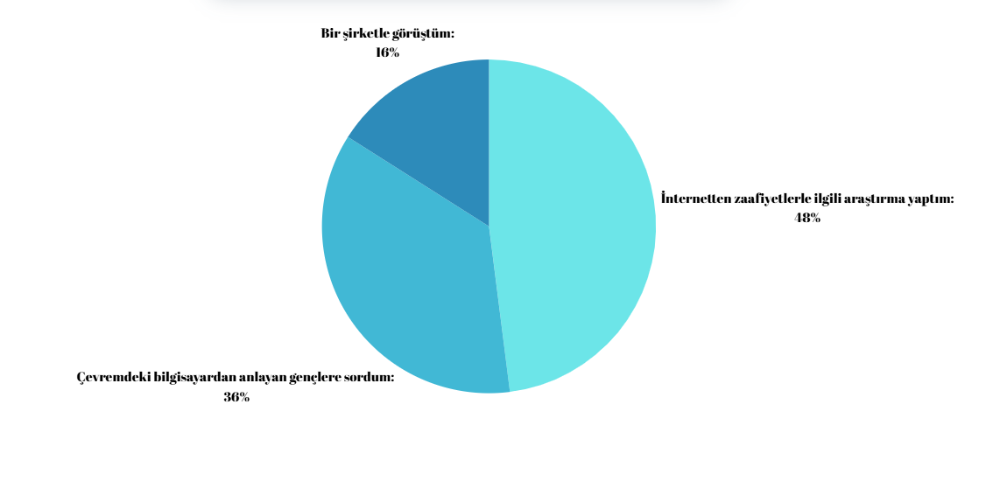 Bir şirketle görüştüm:
16%
İnternetten zaafiyetlerle ilgili araştırma yaptım:
48%
Çevremdeki bilgisayardan anlayan gençlere sordum:
36%